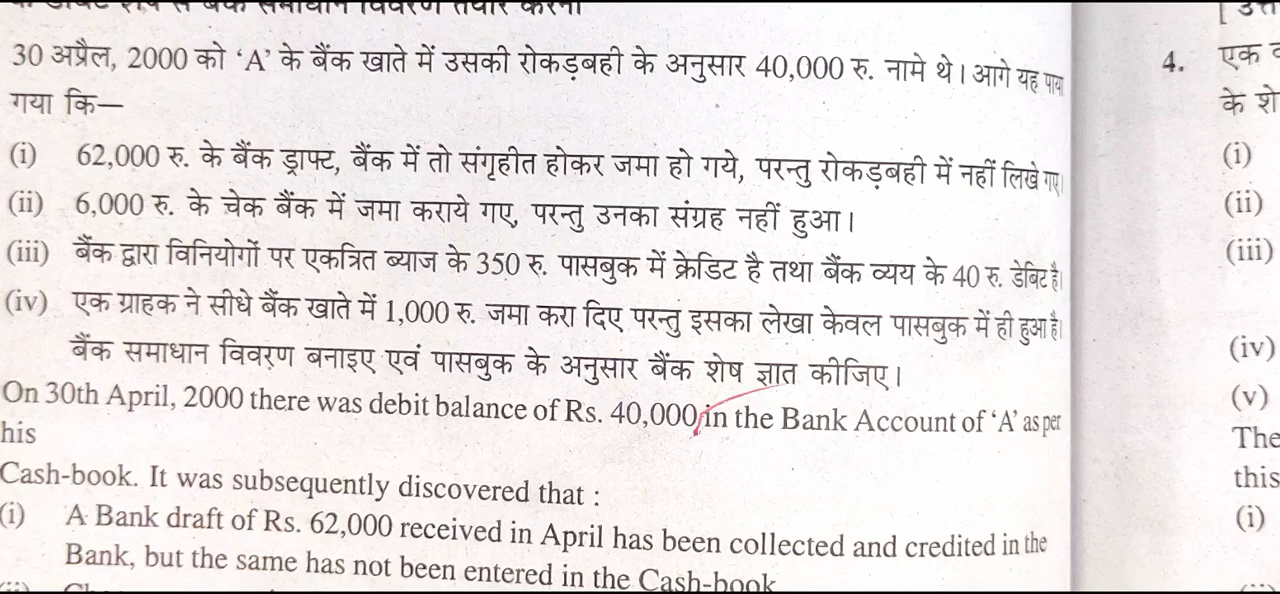 30 अप्रैल, 2000 को ‘A’ के बैंक खाते में उसकी रोकड़बही के अनुसार 40,000 रु. नामे थे। आगे यह पाया
गया कि—
(i) 62,000 रु. के बैंक ड्राफ्ट, बैंक में तो संगृहीत होकर जमा हो गये, परन्तु रोकड़बही में नहीं लिखे गए।
(ii) 6,000 रु. के चेक बैंक में जमा कराये गए, परन्तु उनका संग्रह नहीं हुआ।
(iii) बैंक द्वारा विनियोगों पर एकत्रित ब्याज के 350 रु. पासबुक में क्रेडिट है तथा बैंक व्यय के 40 रु. डेबिट है।
(iv) एक ग्राहक ने सीधे बैंक खाते में 1,000 रु. जमा करा दिए परन्तु इसका लेखा केवल पासबुक में ही हुआ है।
बैंक समाधान विवरण बनाइए एवं पासबुक के अनुसार बैंक शेष ज्ञात कीजिए।
On 30th April, 2000 there was debit balance of Rs. 40,000 in the Bank Account of ‘A’ as per
his
Cash-book. It was subsequently discovered that :
(i) A Bank draft of Rs. 62,000 received in April has been collected and credited in the
Bank, but the same has not been entered in the Cash-book
4. एक
के शे
(i)
(ii)
(iii)
(iv)
(v)
The
this
(i)